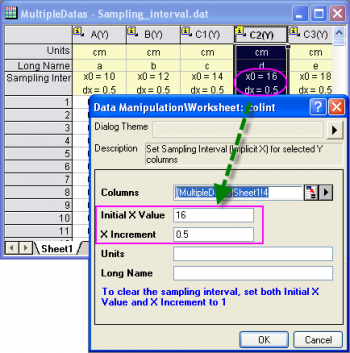 MultipleDatas - Sampling_interval.dat
A(Y) B(Y) C1(Y) C2(Y) C3(Y)
Units cm cm cm cm cm
Long Name a b c d e
Sampling Inter x0 = 10 x0 = 12 x0 = 14 x0 = 16 x0 = 18
dx = 0.5 dx = 0.5 dx = 0.5 dx = 0.5 dx = 0.5
1
2
3
4
5
6
7
8
9
10
11
Sheet1
Data Manipulation\Worksheet: colint
Dialog Theme
Description Set Sampling Interval (Implicit X) for selected Y
columns
Columns
Initial X Value 16
X Increment 0.5
Units
Long Name
To clear the sampling interval, set both Initial X
Value and X Increment to 1
OK Cancel